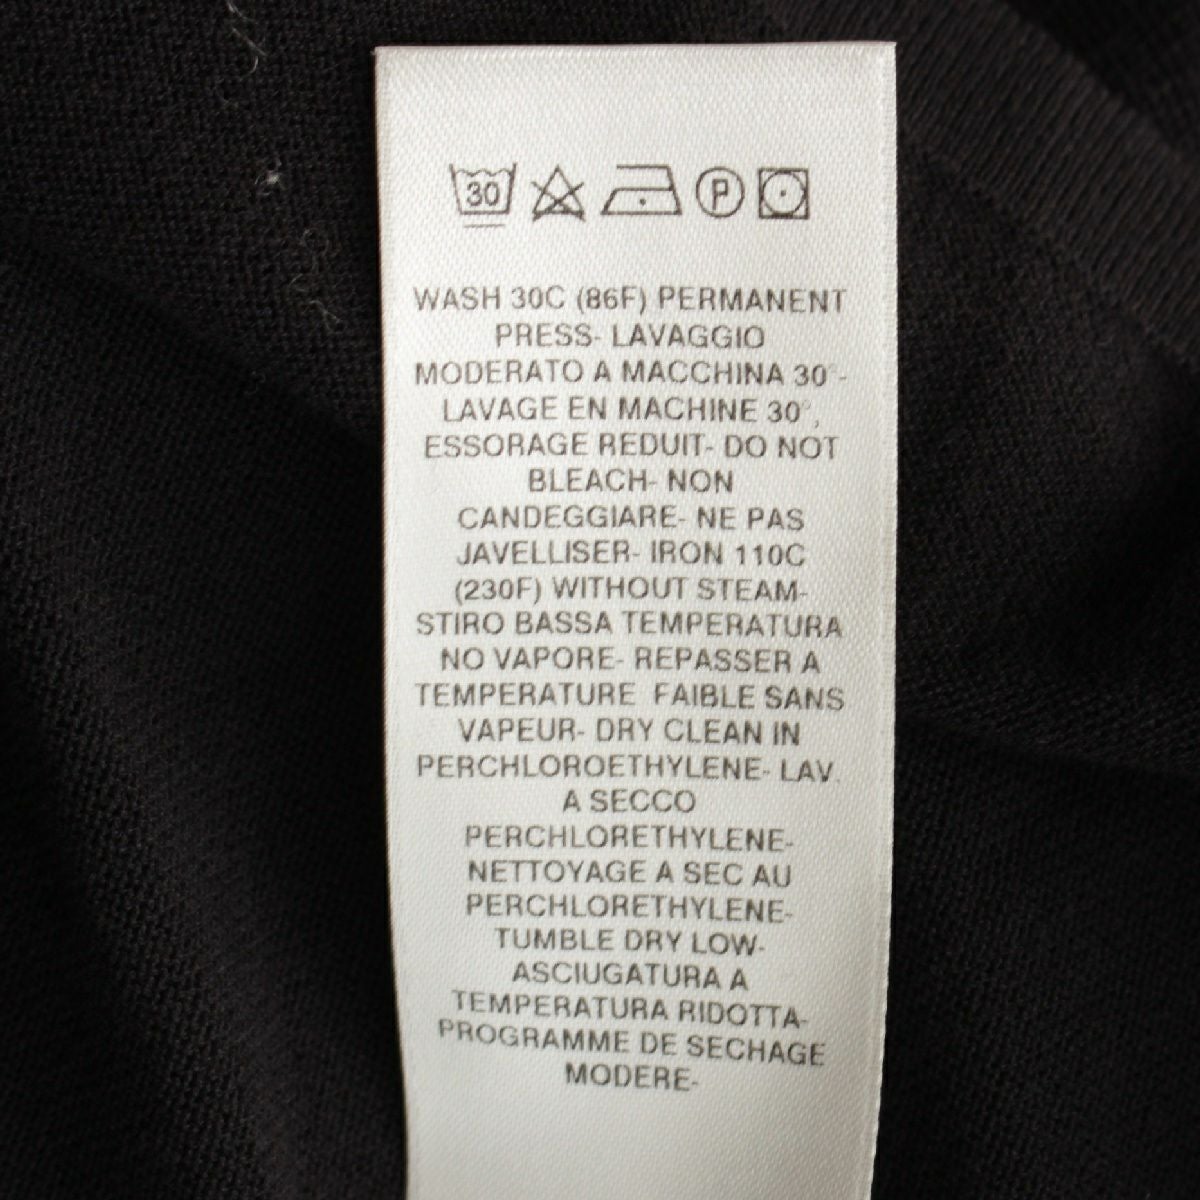 30 P
WASH 30C (86F) PERMANENT
PRESS- LAVAGGIO
MODERATO A MACCHINA 30°-
LAVAGE EN MACHINE 30°,
ESSORAGE REDUIT- DO NOT
BLEACH- NON
CANDEGGIARE- NE PAS
JAVELLISER- IRON 110C
(230F) WITHOUT STEAM-
STIRO BASSA TEMPERATURA
NO VAPORE- REPASSER A
TEMPERATURE FAIBLE SANS
VAPEUR- DRY CLEAN IN
PERCHLOROETHYLENE- LAV.
A SECCO
PERCHLORETHYLENE-
NETTOYAGE A SEC AU
PERCHLORETHYLENE-
TUMBLE DRY LOW-
ASCIUGATURA A
TEMPERATURA RIDOTTA-
PROGRAMME DE SECHAGE
MODERE-